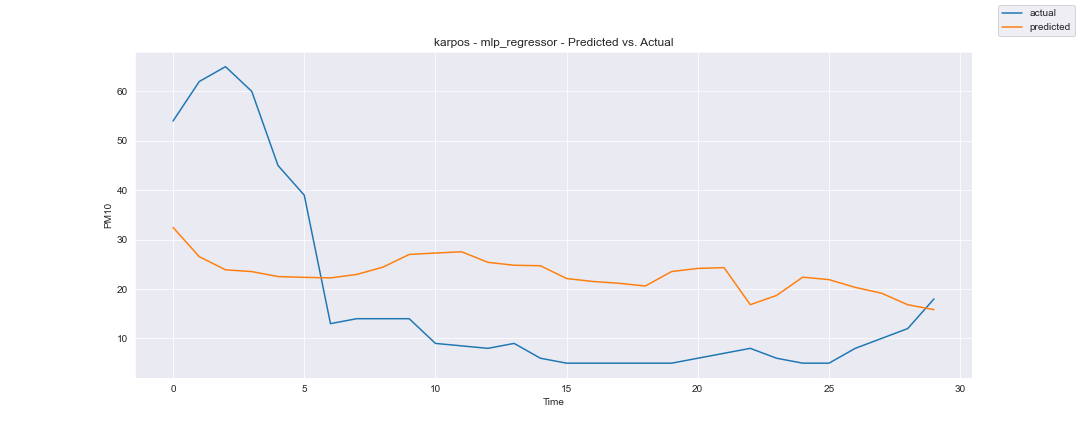 actual
predicted
karpos - mlp_regressor - Predicted vs. Actual
60
50
40
30
20
10
PM10
0 5 10 15 20 25 30
Time